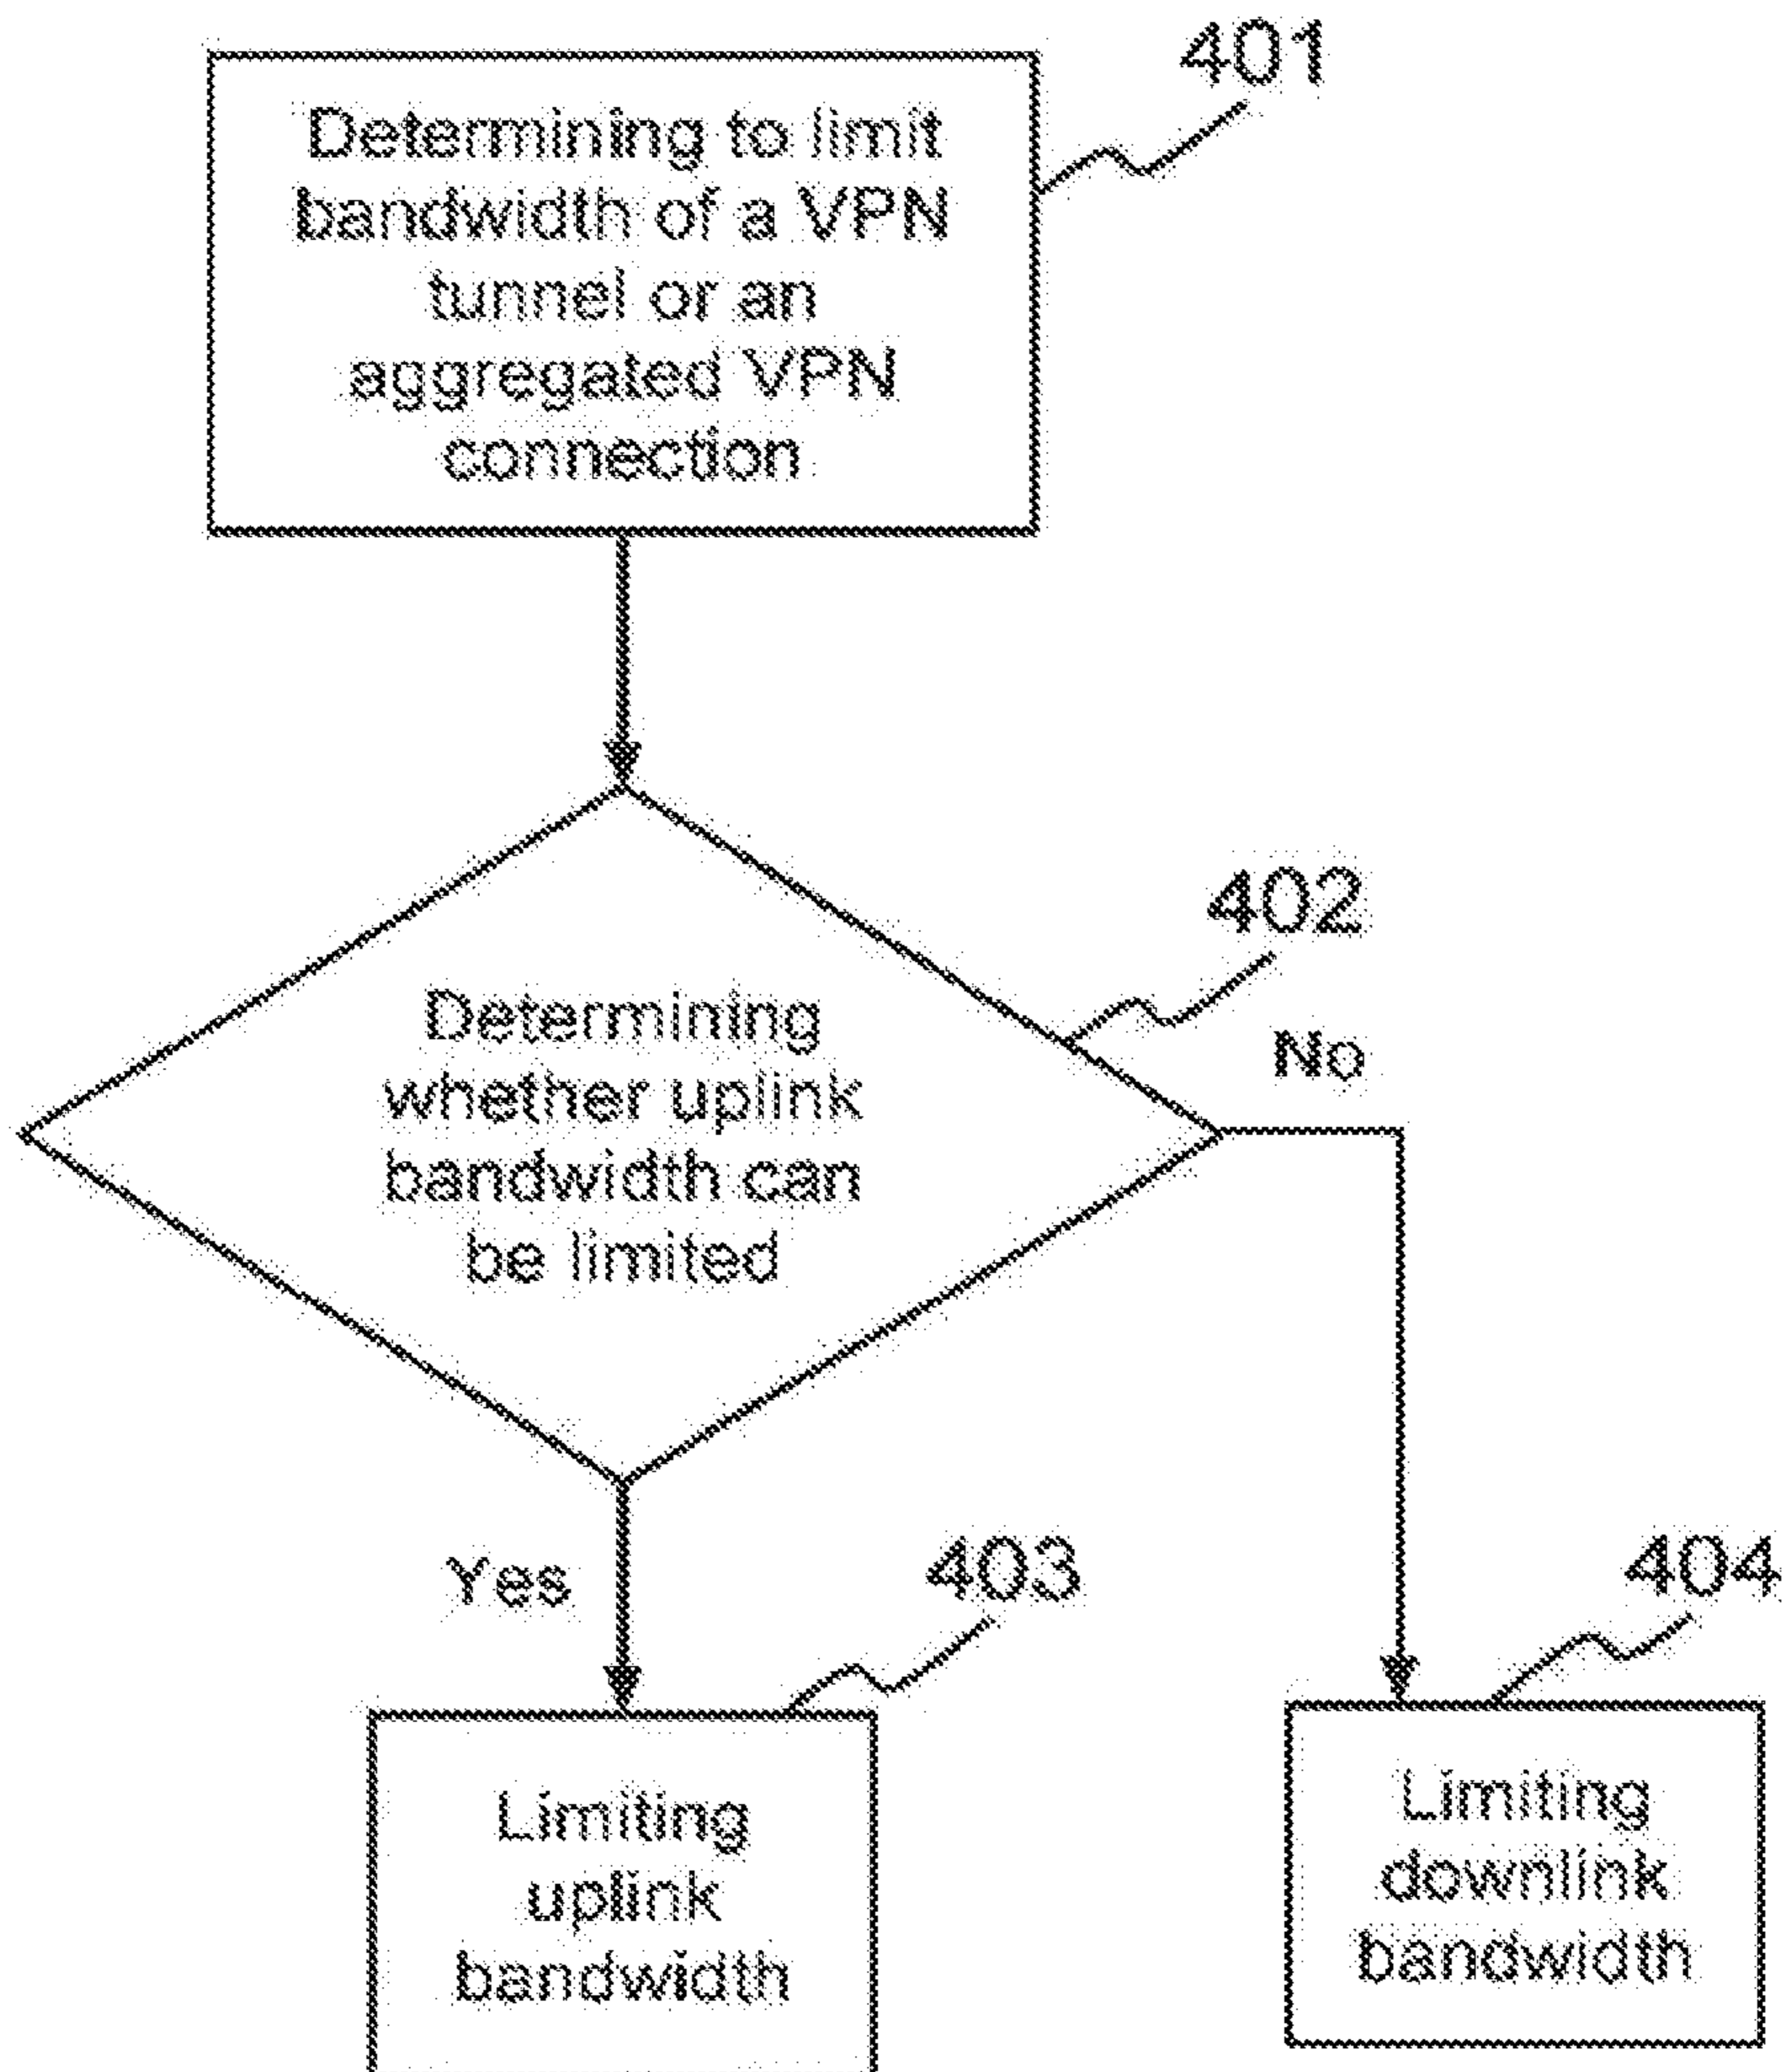 401
Determining to limit
bandwidth of a VPN
tunnel or an
aggregated VPN
connection
402
Determining
whether uplink
bandwidth can
be limited
No
Yes
403
404
Limiting
uplink
bandwidth
Limiting
downlink
bandwidth